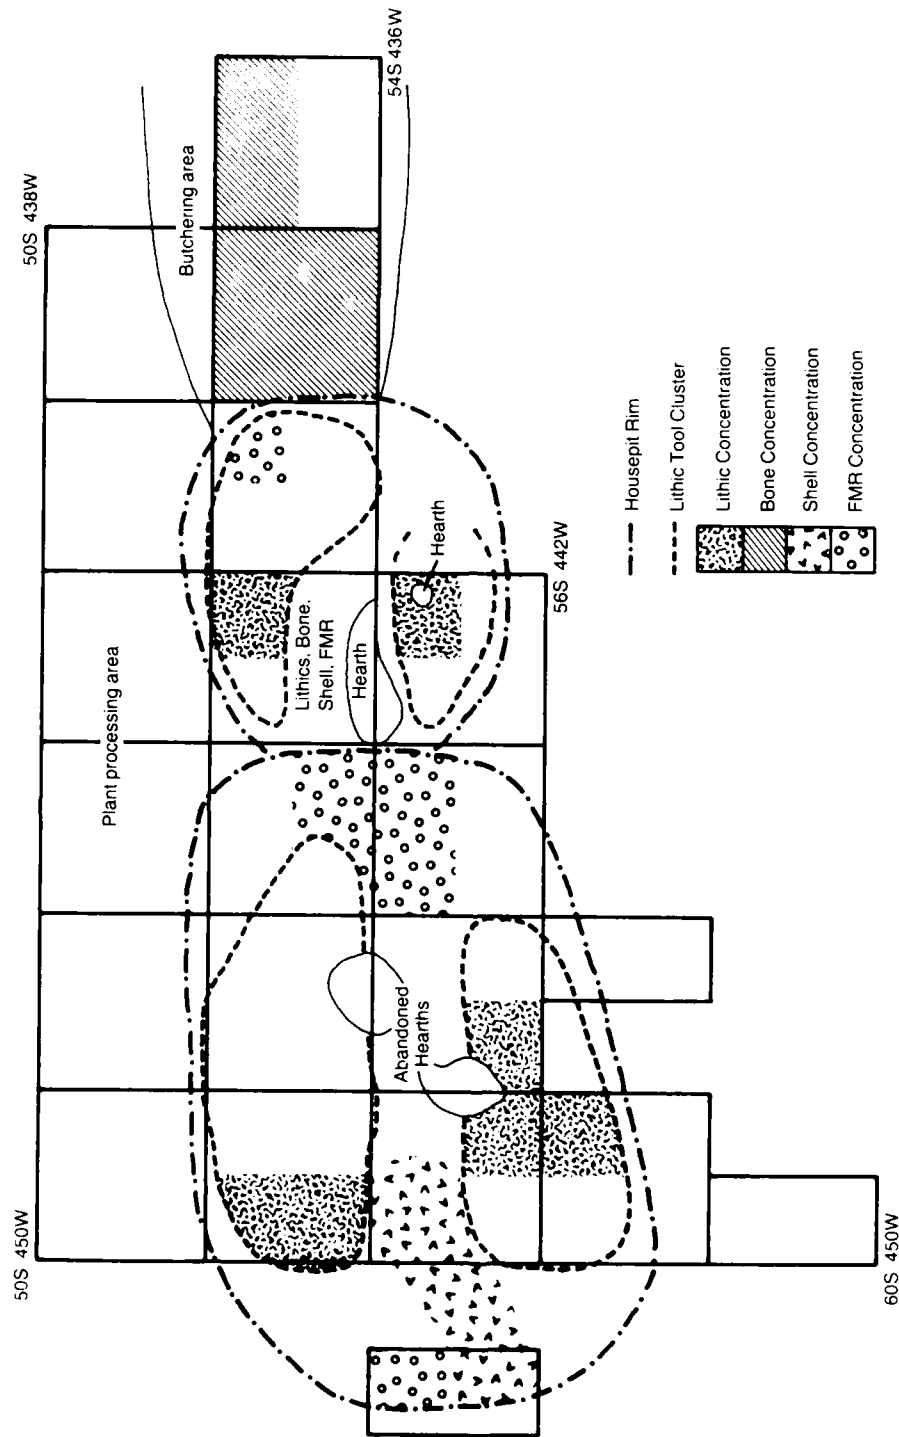 50S 450W
50S 438W
54S 436W
56S 442W
60S 450W
Plant processing area
Butchering area
Lithics, Bone,
Shell, FMR
Hearth
Hearth
Abandoned
Hearths
Housepit Rim
Lithic Tool Cluster
Lithic Concentration
Bone Concentration
Shell Concentration
FMR Concentration